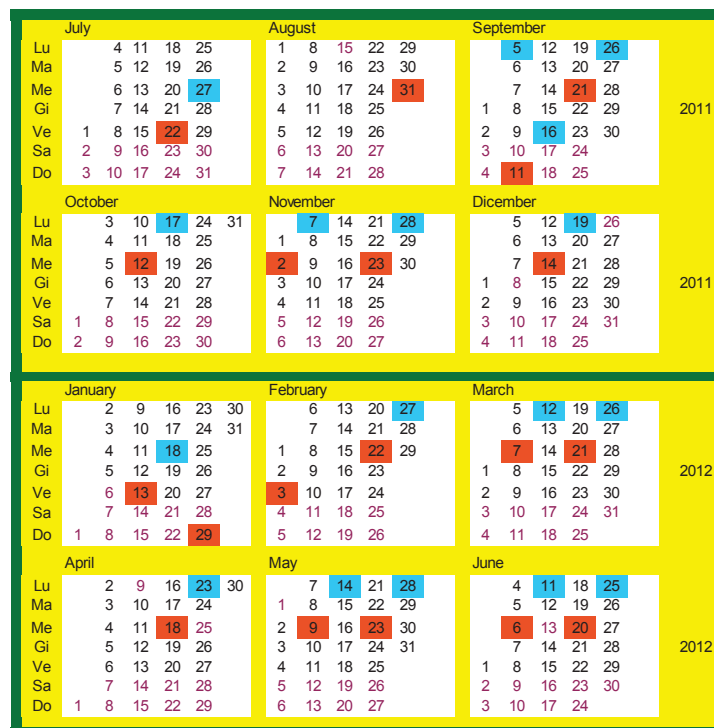 July August September
Lu 4 11 18 25 1 8 15 22 29 5 12 19 26
Ma 5 12 19 26 2 9 16 23 30 6 13 20 27
Me 6 13 20 27 3 10 17 24 31 7 14 21 28
Gi 7 14 21 28 4 11 18 25 1 8 15 22 29 2011
Ve 1 8 15 22 29 5 12 19 26 2 9 16 23 30
Sa 2 9 16 23 30 6 13 20 27 3 10 17 24
Do 3 10 17 24 31 7 14 21 28 4 11 18 25
October November Dicember
Lu 3 10 17 24 31 7 14 21 28 5 12 19 26
Ma 4 11 18 25 1 8 15 22 29 6 13 20 27
Me 5 12 19 26 2 9 16 23 30 7 14 21 28
Gi 6 13 20 27 3 10 17 24 1 8 15 22 29 2011
Ve 7 14 21 28 4 11 18 25 2 9 16 23 30
Sa 1 8 15 22 29 5 12 19 26 3 10 17 24 31
Do 2 9 16 23 30 6 13 20 27 4 11 18 25
January February March
Lu 2 9 16 23 30 6 13 20 27 5 12 19 26
Ma 3 10 17 24 31 7 14 21 28 6 13 20 27
Me 4 11 18 25 1 8 15 22 29 7 14 21 28
Gi 5 12 19 26 2 9 16 23 1 8 15 22 29 2012
Ve 6 13 20 27 3 10 17 24 2 9 16 23 30
Sa 7 14 21 28 4 11 18 25 3 10 17 24 31
Do 1 8 15 22 29 5 12 19 26 4 11 18 25
April May June
Lu 2 9 16 23 30 7 14 21 28 4 11 18 25
Ma 3 10 17 24 1 8 15 22 29 5 12 19 26
Me 4 11 18 25 2 9 16 23 30 6 13 20 27
Gi 5 12 19 26 3 10 17 24 31 7 14 21 28 2012
Ve 6 13 20 27 4 11 18 25 1 8 15 22 29
Sa 7 14 21 28 5 12 19 26 2 9 16 23 30
Do 1 8 15 22 29 6 13 20 27 3 10 17 24